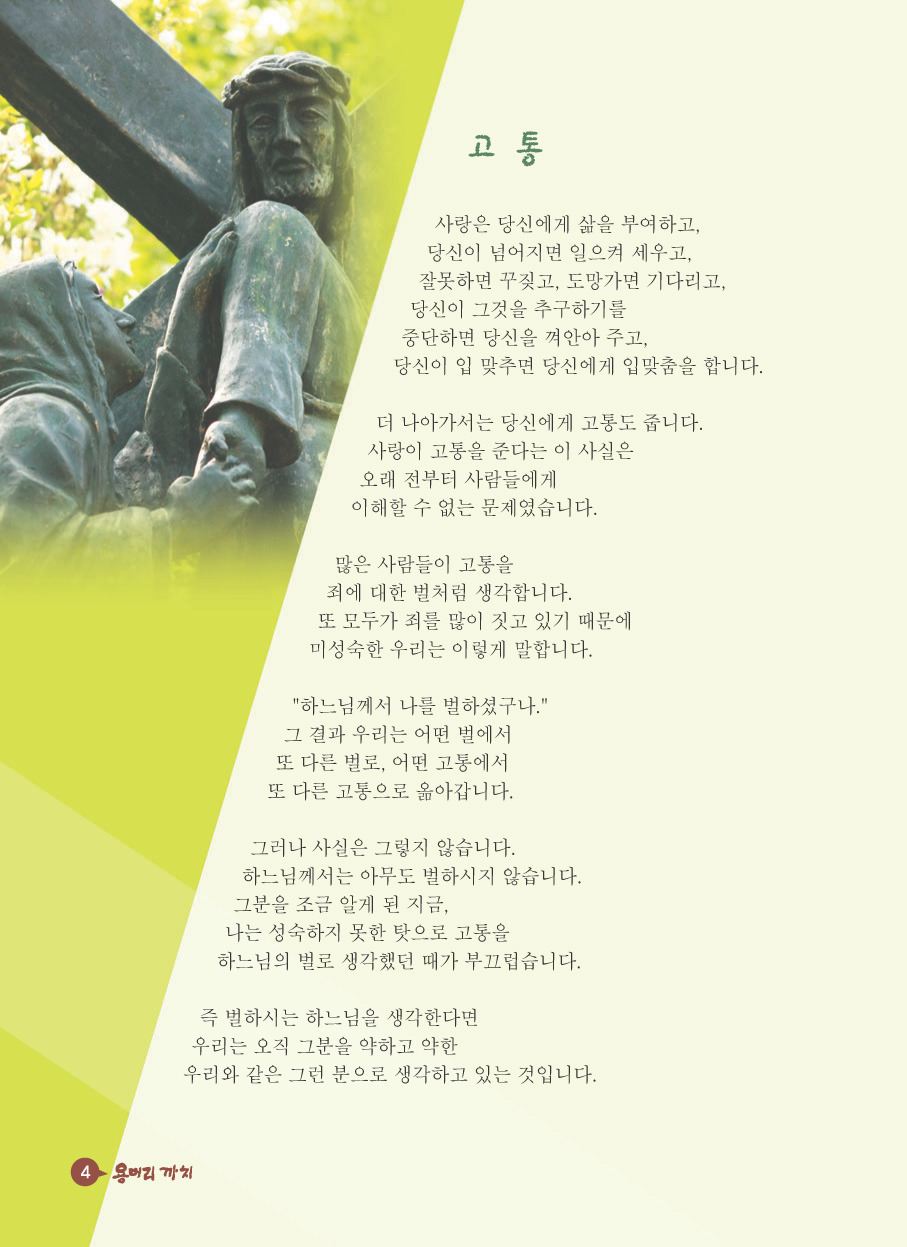 고 통
사랑은 당신에게 삶을 부여하고,
당신이 넘어지면 일으켜 세우고,
잘못하면 꾸짖고, 도망가면 기다리고,
당신이 그것을 추구하기를
중단하면 당신을 껴안아 주고,
당신이 입 맞추면 당신에게 입맞춤을 합니다.
더 나아가서는 당신에게 고통도 줍니다.
사랑이 고통을 준다는 이 사실은
오래 전부터 사람들에게
이해할 수 없는 문제였습니다.
많은 사람들이 고통을
죄에 대한 벌처럼 생각합니다.
또 모두가 죄를 많이 짓고 있기 때문에
미성숙한 우리는 이렇게 말합니다.
"하느님께서 나를 벌하셨구나."
그 결과 우리는 어떤 벌에서
또 다른 벌로, 어떤 고통에서
또 다른 고통으로 옮아갑니다.
그러나 사실은 그렇지 않습니다.
하느님께서는 아무도 벌하시지 않습니다.
그분을 조금 알게 된 지금,
나는 성숙하지 못한 탓으로 고통을
하느님의 벌로 생각했던 때가 부끄럽습니다.
즉 벌하시는 하느님을 생각한다면
우리는 오직 그분을 약하고 약한
우리와 같은 그런 분으로 생각하고 있는 것입니다.
4 용머리 까치